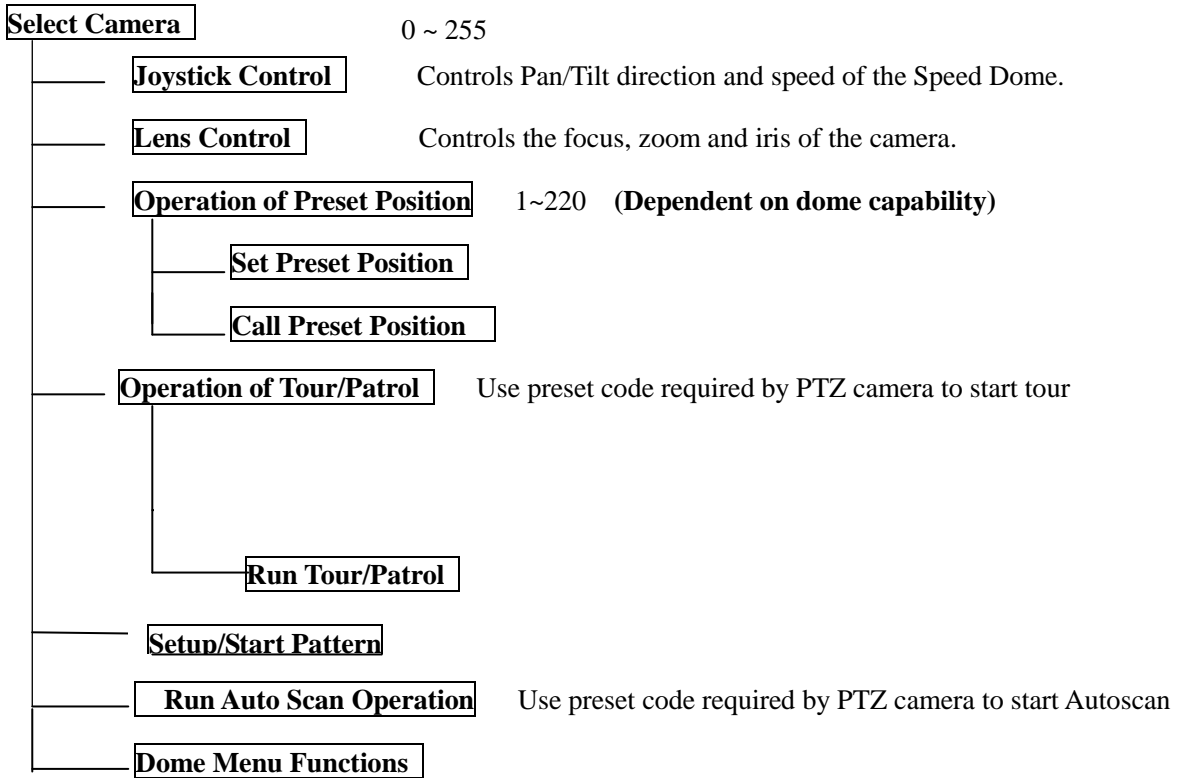 Select Camera 0 ~ 255
Joystick Control Controls Pan/Tilt direction and speed of the Speed Dome.
Lens Control Controls the focus, zoom and iris of the camera.
Operation of Preset Position 1~220 (Dependent on dome capability)
Set Preset Position
Call Preset Position
Operation of Tour/Patrol Use preset code required by PTZ camera to start tour
Run Tour/Patrol
Setup/Start Pattern
Run Auto Scan Operation Use preset code required by PTZ camera to start Autoscan
Dome Menu Functions